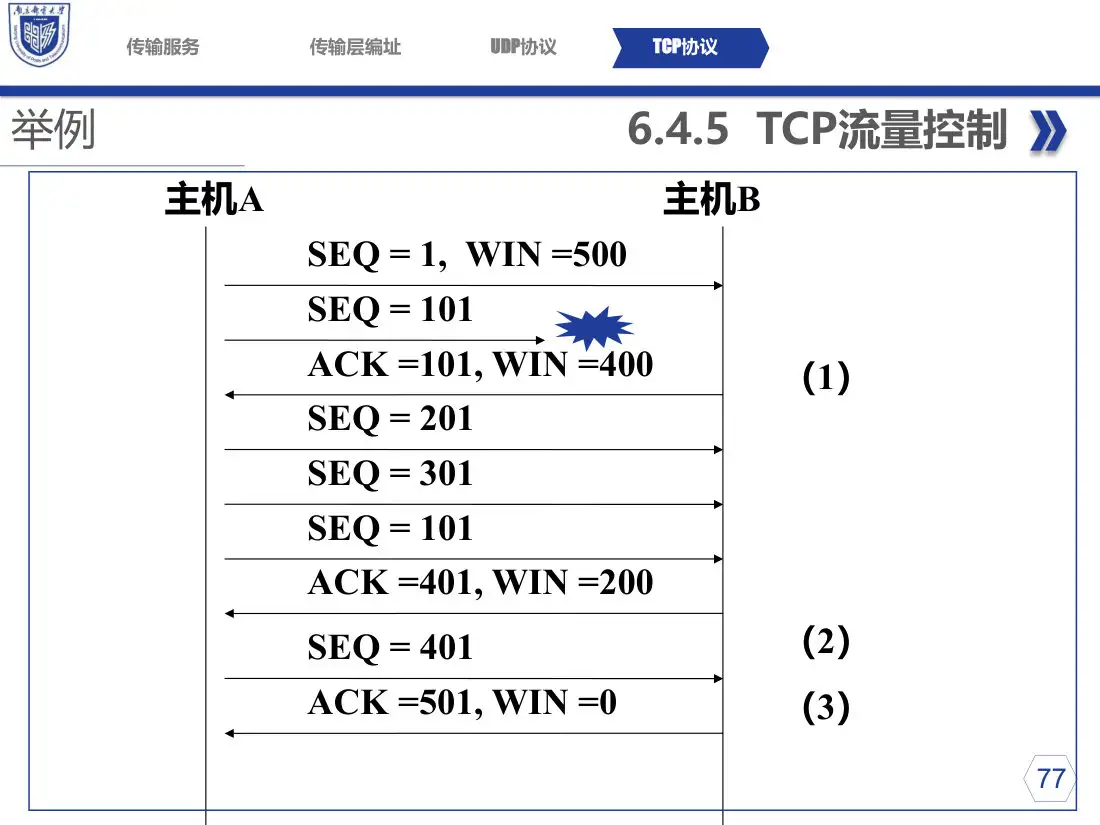 传输服务
传输层编址
UDP协议
TCP协议
举例
6.4.5 TCP流量控制
主机A
主机B
SEQ = 1, WIN =500
SEQ = 101
ACK =101, WIN =400
(1)
SEQ = 201
SEQ = 301
SEQ = 101
ACK =401, WIN =200
(2)
SEQ = 401
ACK =501, WIN =0
(3)
77